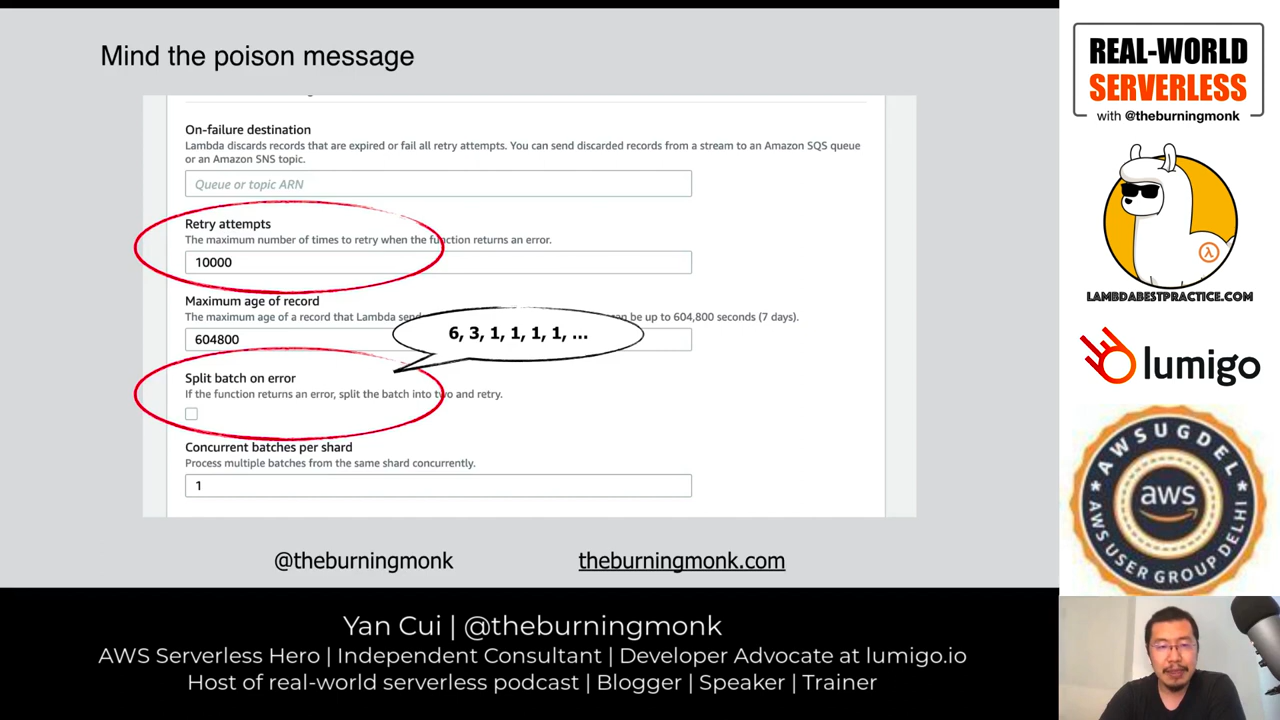 Mind the poison message
On-failure destination
Lambda discards records that are expired or fail all retry attempts. You can send discarded records from a stream to an Amazon SQS queue
or an Amazon SNS topic.
Queue or topic ARN
Retry attempts
The maximum number of times to retry when the function returns an error.
10000
Maximum age of record
The maximum age of a record that Lambda sen be up to 604,800 seconds (7 days).
6, 3, 1, 1, 1, 1, ...
604800
Split batch on error
If the function returns an error, split the batch into two and retry.
Concurrent batches per shard
Process multiple batches from the same shard concurrently.
1
@theburningmonk theburningmonk.com
Yan Cui | @theburningmonk
AWS Serverless Hero | Independent Consultant | Developer Advocate at lumigo.io
Host of real-world serverless podcast | Blogger | Speaker | Trainer
REAL-WORLD
SERVERLESS
with @theburningmonk
λ
LAMBDABESTPRACTICE.COM
lumigo
AWSUGDEL
aws
AWS USER GROUP DELHI